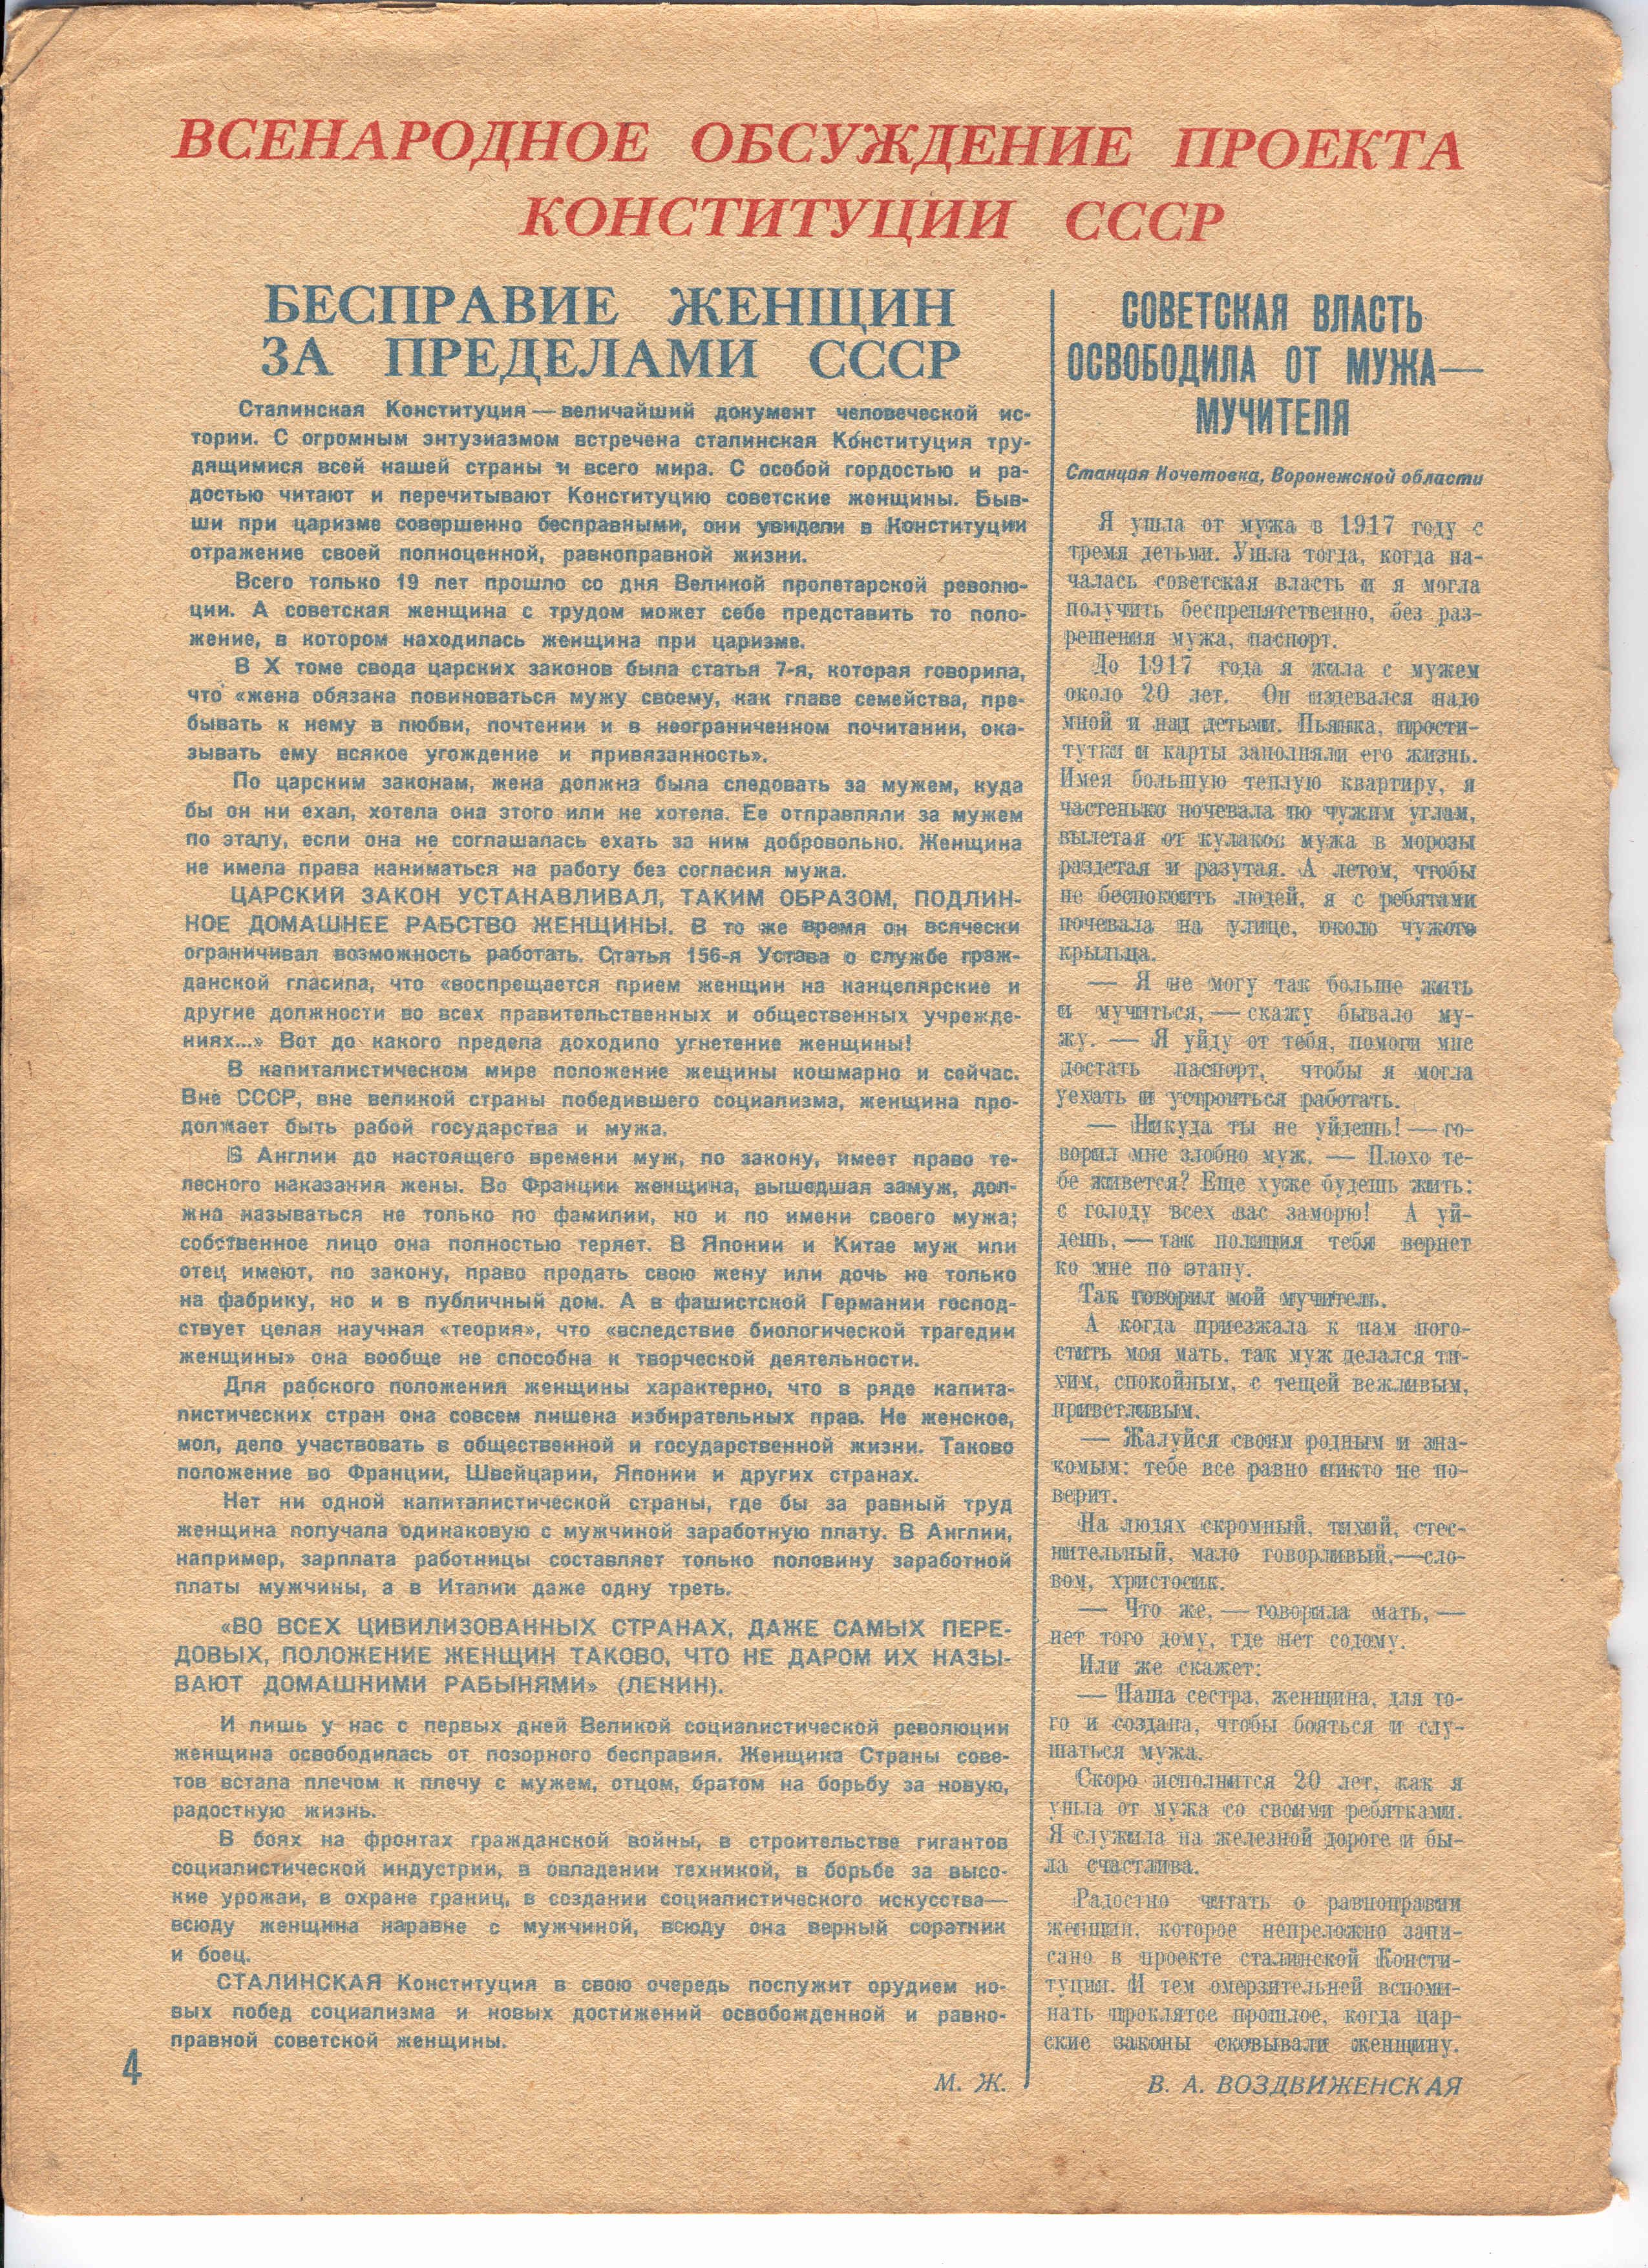 ВСЕНАРОДНОЕ ОБСУЖДЕНИЕ ПРОЕКТА
КОНСТИТУЦИИ СССР
БЕСПРАВИЕ ЖЕНЩИН
ЗА ПРЕДЕЛАМИ СССР
Сталинская Конституция — величайший документ человеческой ис-
тории. С огромным энтузиазмом встречена сталинская Конституция тру-
дящимися всей нашей страны и всего мира. С особой гордостью и ра-
достью читают и перечитывают Конституцию советские женщины. Быв-
ши при царизме совершенно бесправными, они увидели в Конституции
отражение своей полноценной, равноправной жизни.
Всего только 19 лет прошло со дня Великой пролетарской револю-
ции. А советская женщина с трудом может себе представить то поло-
жение, в котором находилась женщина при царизме.
В X томе свода царских законов была статья 7-я, которая говорила,
что «жена обязана повиноваться мужу своему, как главе семейства, пре-
бывать к нему в любви, почтении и в неограниченном почитании, ока-
зывать ему всякое угождение и привязанность».
По царским законам, жена должна была следовать за мужем, куда
бы он ни ехал, хотела она этого или не хотела. Ее отправляли за мужем
по этапу, если она не соглашалась ехать за ним добровольно. Женщина
не имела права наниматься на работу без согласия мужа.
ЦАРСКИЙ ЗАКОН УСТАНАВЛИВАЛ, ТАКИМ ОБРАЗОМ, ПОДЛИН-
НОЕ ДОМАШНЕЕ РАБСТВО ЖЕНЩИНЫ. В то же время он всячески
ограничивал возможность работать. Статья 156-я Устава о службе граж-
данской гласила, что «воспрещается прием женщин на канцелярские и
другие должности во всех правительственных и общественных учрежде-
ниях...» Вот до какого предела доходило угнетение женщины!
В капиталистическом мире положение жещины кошмарно и сейчас.
Вне СССР, вне великой страны победившего социализма, женщина про-
должает быть рабой государства и мужа.
В Англии до настоящего времени муж, по закону, имеет право те-
лесного наказания жены. Во Франции женщина, вышедшая замуж, дол-
жна называться не только по фамилии, но и по имени своего мужа;
собственное лицо она полностью теряет. В Японии и Китае муж или
отец имеют, по закону, право продать свою жену или дочь не только
на фабрику, но и в публичный дом. А в фашистской Германии господ-
ствует целая научная «теория», что «вследствие биологической трагедии
женщины» она вообще не способна к творческой деятельности.
Для рабского положения женщины характерно, что в ряде капита-
листических стран она совсем лишена избирательных прав. Не женское,
мол, дело участвовать в общественной и государственной жизни. Таково
положение во Франции, Швейцарии, Японии и других странах.
Нет ни одной капиталистической страны, где бы за равный труд
женщина получала одинаковую с мужчиной заработную плату. В Англии,
например, зарплата работницы составляет только половину заработной
платы мужчины, а в Италии даже одну треть.
«ВО ВСЕХ ЦИВИЛИЗОВАННЫХ СТРАНАХ, ДАЖЕ САМЫХ ПЕРЕ-
ДОВЫХ, ПОЛОЖЕНИЕ ЖЕНЩИН ТАКОВО, ЧТО НЕ ДАРОМ ИХ НАЗЫ-
ВАЮТ ДОМАШНИМИ РАБЫНЯМИ» (ЛЕНИН).
И лишь у нас с первых дней Великой социалистической революции
женщина освободилась от позорного бесправия. Женщина Страны сове-
тов встала плечом к плечу с мужем, отцом, братом на борьбу за новую,
радостную жизнь.
В боях на фронтах гражданской войны, в строительстве гигантов
социалистической индустрии, в овладении техникой, в борьбе за высо-
кие урожаи, в охране границ, в создании социалистического искусства—
всюду женщина наравне с мужчиной, всюду она верный соратник
и боец.
СТАЛИНСКАЯ Конституция в свою очередь послужит орудием но-
вых побед социализма и новых достижений освобожденной и равно-
правной советской женщины.
М. Ж.
4
СОВЕТСКАЯ ВЛАСТЬ
ОСВОБОДИЛА ОТ МУЖА—
МУЧИТЕЛЯ
Станция Кочетовка, Воронежской области
Я ушла от мужа в 1917 году с
тремя детьми. Ушла тогда, когда на-
чалась советская власть и я могла
получить беспрепятственно, без раз-
решения мужа, паспорт.
До 1917 года я жила с мужем
около 20 лет. Он издевался надо
мной и над детьми. Пьянка, прости-
тутки и карты заполняли его жизнь.
Имея большую теплую квартиру, я
частенько ночевала по чужим углам,
вылетая от кулаков мужа в морозы
раздетая и разутая. А летом, чтобы
не беспокоить людей, я с ребятами
ночевала на улице, около чужого
крыльца.
— Я не могу так больше жить
и мучиться, — скажу бывало му-
жу. — Я уйду от тебя, помоги мне
достать паспорт, чтобы я могла
уехать и устроиться работать.
— Никуда ты не уйдешь! — го-
ворил мне злобно муж. — Плохо те-
бе живется? Еще хуже будешь жить:
с голоду всех вас заморю! А уй-
дешь, — так полиция тебя вернет
ко мне по этапу.
Так говорил мой мучитель.
А когда приезжала к нам пого-
стить моя мать, так муж делался ти-
хим, спокойным, с тещей вежливым,
приветливым.
— Жалуйся своим родным и зна-
комым: тебе все равно никто не по-
верит.
На людях скромный, тихий, стес-
нительный, мало говорливый,—сло-
вом, христосик.
— Что же, — говорила мать, —
нет того дому, где нет содому.
Или же скажет:
— Наша сестра, женщина, для то-
го и создана, чтобы бояться и слу-
шаться мужа.
Скоро исполнится 20 лет, как я
ушла от мужа со своими ребятками.
Я служила на железной дороге и бы-
ла счастлива.
Радостно читать о равноправии
женщин, которое непреложно запи-
сано в проекте сталинской Консти-
туции. И тем омерзительней вспоми-
нать проклятое прошлое, когда цар-
ские законы сковывали женщину.
В. А. ВОЗДВИЖЕНСКАЯ